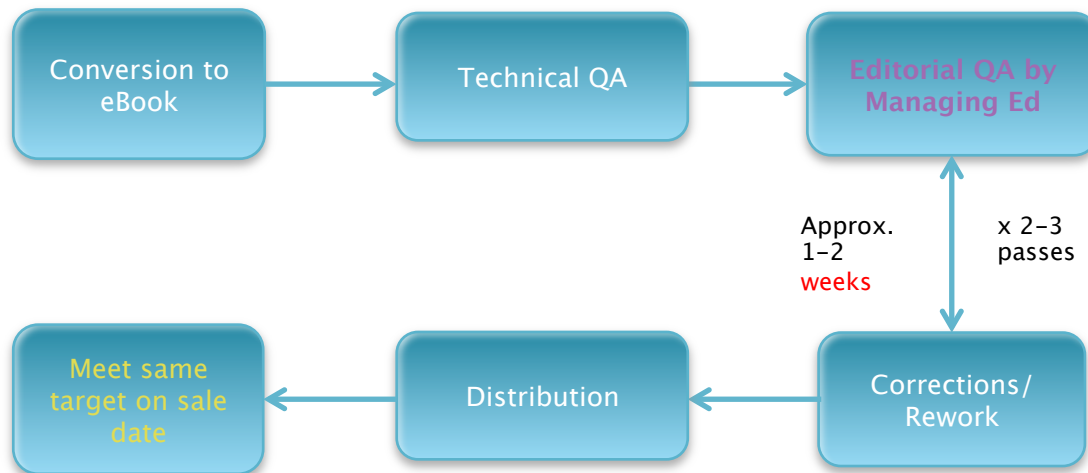 Conversion to
eBook
Technical QA
Editorial QA by
Managing Ed
Approx.
1–2
weeks
x 2–3
passes
Corrections/
Rework
Distribution
Meet same
target on sale
date